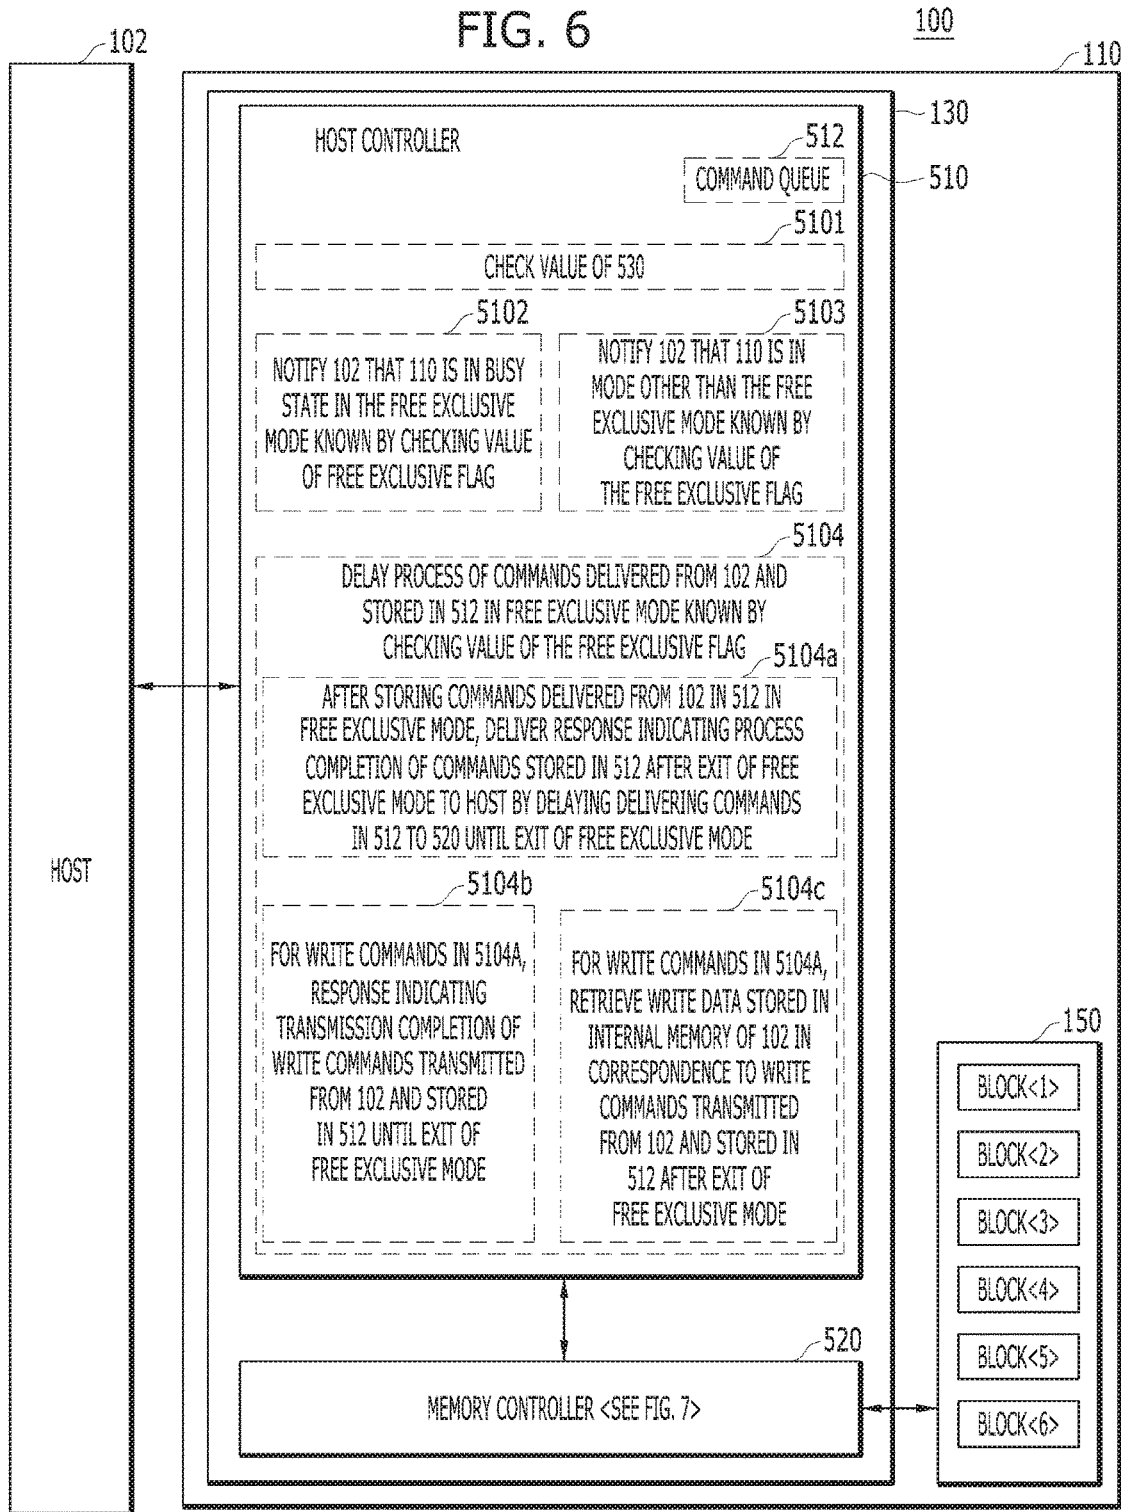 FIG. 6
100
102
110
130
HOST CONTROLLER
512
COMMAND QUEUE
510
5101
CHECK VALUE OF 530
5102
NOTIFY 102 THAT 110 IS IN BUSY
STATE IN THE FREE EXCLUSIVE
MODE KNOWN BY CHECKING VALUE
OF FREE EXCLUSIVE FLAG
5103
NOTIFY 102 THAT 110 IS IN
MODE OTHER THAN THE FREE
EXCLUSIVE MODE KNOWN BY
CHECKING VALUE OF
THE FREE EXCLUSIVE FLAG
5104
DELAY PROCESS OF COMMANDS DELIVERED FROM 102 AND
STORED IN 512 IN FREE EXCLUSIVE MODE KNOWN BY
CHECKING VALUE OF THE FREE EXCLUSIVE FLAG
5104a
AFTER STORING COMMANDS DELIVERED FROM 102 IN 512 IN
FREE EXCLUSIVE MODE, DELIVER RESPONSE INDICATING PROCESS
COMPLETION OF COMMANDS STORED IN 512 AFTER EXIT OF FREE
EXCLUSIVE MODE TO HOST BY DELAYING DELIVERING COMMANDS
IN 512 TO 520 UNTIL EXIT OF FREE EXCLUSIVE MODE
HOST
5104b
FOR WRITE COMMANDS IN 5104A,
RESPONSE INDICATING
TRANSMISSION COMPLETION OF
WRITE COMMANDS TRANSMITTED
FROM 102 AND STORED
IN 512 UNTIL EXIT OF
FREE EXCLUSIVE MODE
5104c
FOR WRITE COMMANDS IN 5104A,
RETRIEVE WRITE DATA STORED IN
INTERNAL MEMORY OF 102 IN
CORRESPONDENCE TO WRITE
COMMANDS TRANSMITTED
FROM 102 AND STORED IN
512 AFTER EXIT OF
FREE EXCLUSIVE MODE
150
BLOCK<1>
BLOCK<2>
BLOCK<3>
BLOCK<4>
BLOCK<5>
BLOCK<6>
520
MEMORY CONTROLLER <SEE FIG. 7>